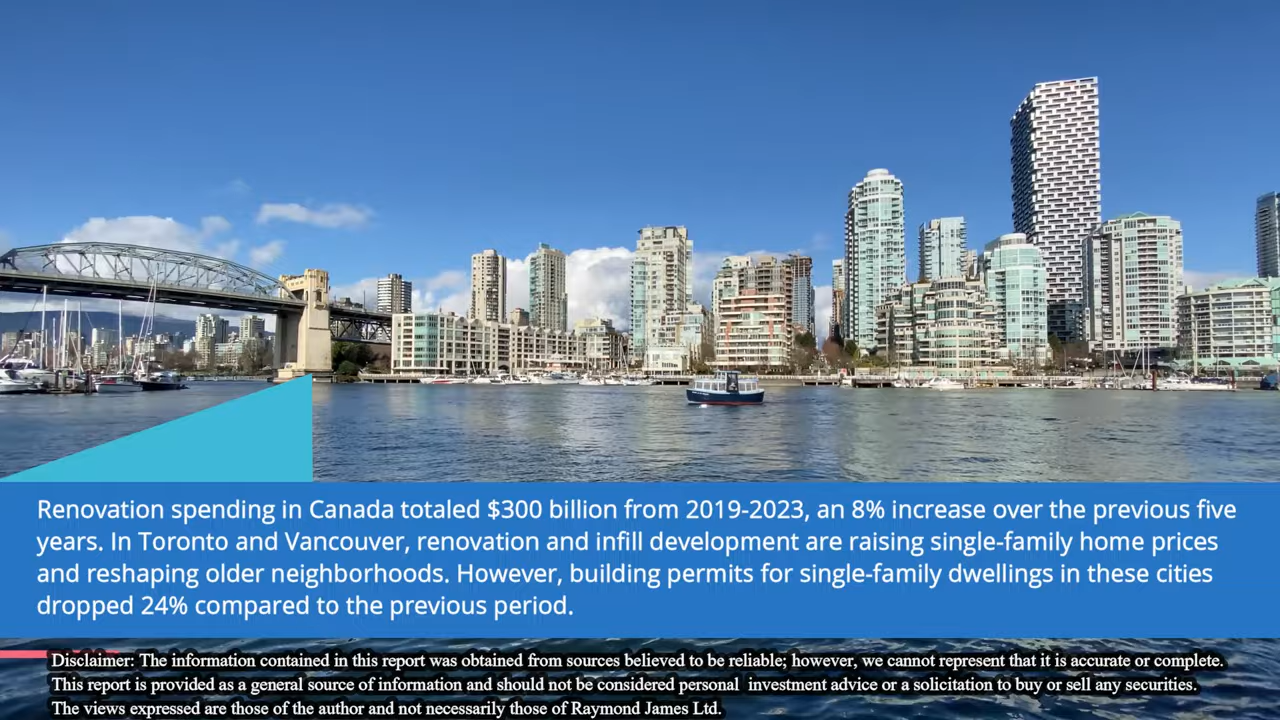 Renovation spending in Canada totaled $300 billion from 2019-2023, an 8% increase over the previous five
years. In Toronto and Vancouver, renovation and infill development are raising single-family home prices
and reshaping older neighborhoods. However, building permits for single-family dwellings in these cities
dropped 24% compared to the previous period.
Disclaimer: The information contained in this report was obtained from sources believed to be reliable; however, we cannot represent that it is accurate or complete.
This report is provided as a general source of information and should not be considered personal investment advice or a solicitation to buy or sell any securities.
The views expressed are those of the author and not necessarily those of Raymond James Ltd.